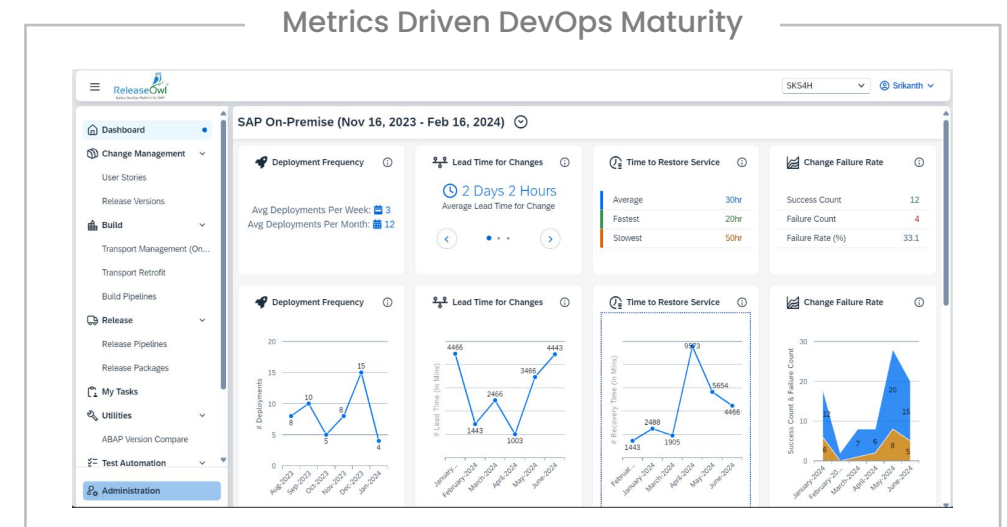 Metrics Driven DevOps Maturity
ReleaseOwl
SKS4H
Srikanth
Dashboard
Change Management
User Stories
Release Versions
Build
Transport Management (On...
Transport Retrofit
Build Pipelines
Release
Release Pipelines
Release Packages
My Tasks
Utilities
ABAP Version Compare
Test Automation
Administration
SAP On-Premise (Nov 16, 2023 - Feb 16, 2024)
Deployment Frequency
Avg Deployments Per Week: 3
Avg Deployments Per Month: 12
Lead Time for Changes
2 Days 2 Hours
Average Lead Time for Change
Time to Restore Service
Average 30hr
Fastest 20hr
Slowest 50hr
Change Failure Rate
Success Count 12
Failure Count 4
Failure Rate (%) 33.1
Deployment Frequency
# Deployments
20
15
10
5
0
8
10
5
8
15
4
Aug-2023
Sep-2023
Oct-2023
Nov-2023
Dec-2023
Jan-2024
Lead Time for Changes
# Lead Time (In Mins)
4466
1443
2466
1003
3466
4443
January...
February-2024
March-2024
April-2024
May-2024
June-2024
Time to Restore Service
# Recovery Time (In Mins)
1443
2488
1905
9573
5654
4466
Februar...
January-2024
March-2024
April-2024
May-2024
June-2024
Change Failure Rate
Success Count & Failure Count
30
20
10
0
12
7
6
20
15
6
8
5
January-2024
February-20...
March-2024
April-2024
May-2024
June-2024